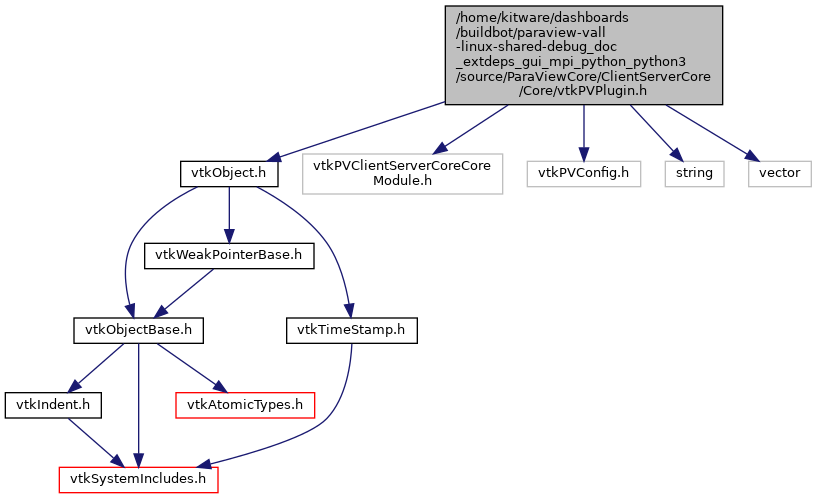 /home/kitware/dashboards
/buildbot/paraview-vall
-linux-shared-debug_doc
_extdeps_gui_mpi_python_python3
/source/ParaViewCore/ClientServerCore
/Core/vtkPVPlugin.h
vtkObject.h
vtkPVClientServerCoreCore
Module.h
vtkPVConfig.h
string
vector
vtkWeakPointerBase.h
vtkObjectBase.h
vtkTimeStamp.h
vtkIndent.h
vtkAtomicTypes.h
vtkSystemIncludes.h